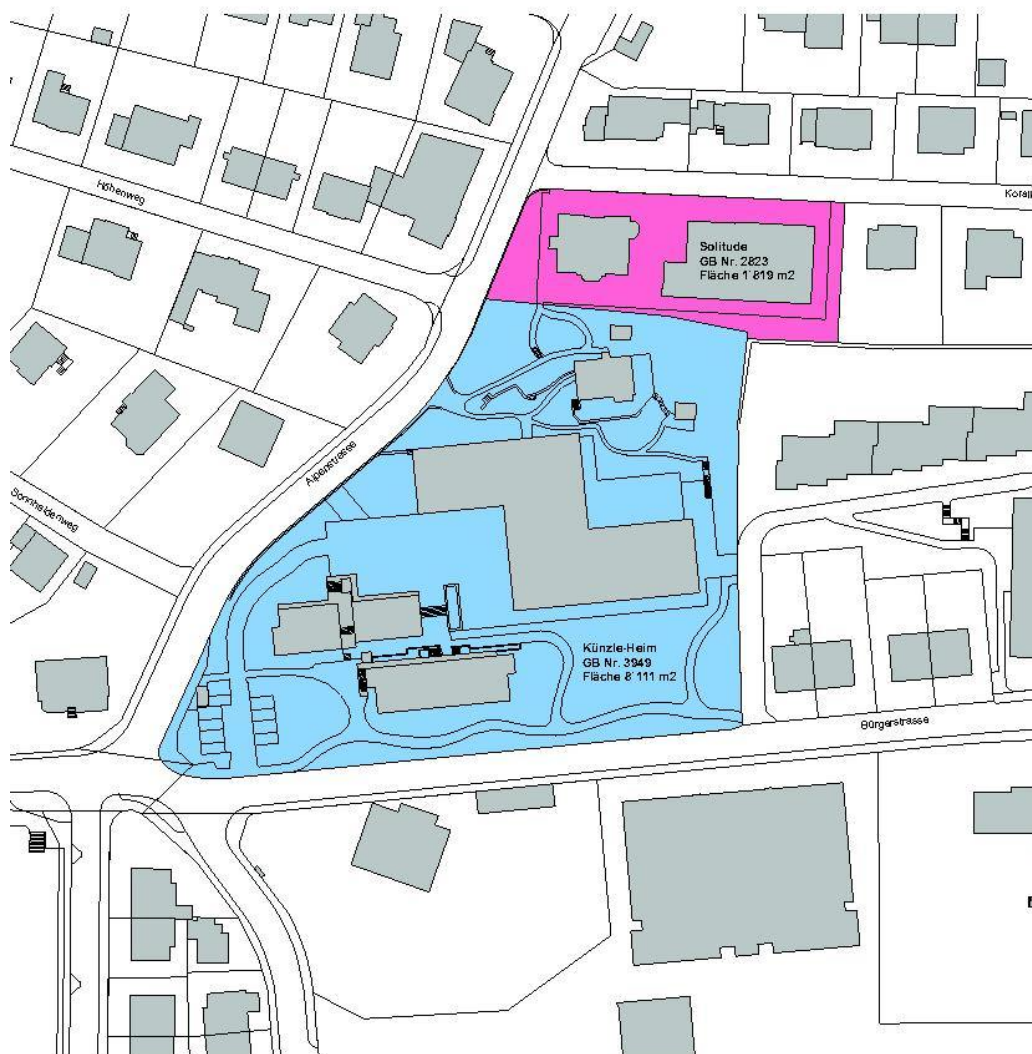 Höhenweg
Solitude
GB Nr. 2823
Fläche 1'819 m2
Alpenstrasse
Sonnhaldenweg
Künzle-Heim
GB Nr. 3949
Fläche 8'111 m2
Bürgerstrasse